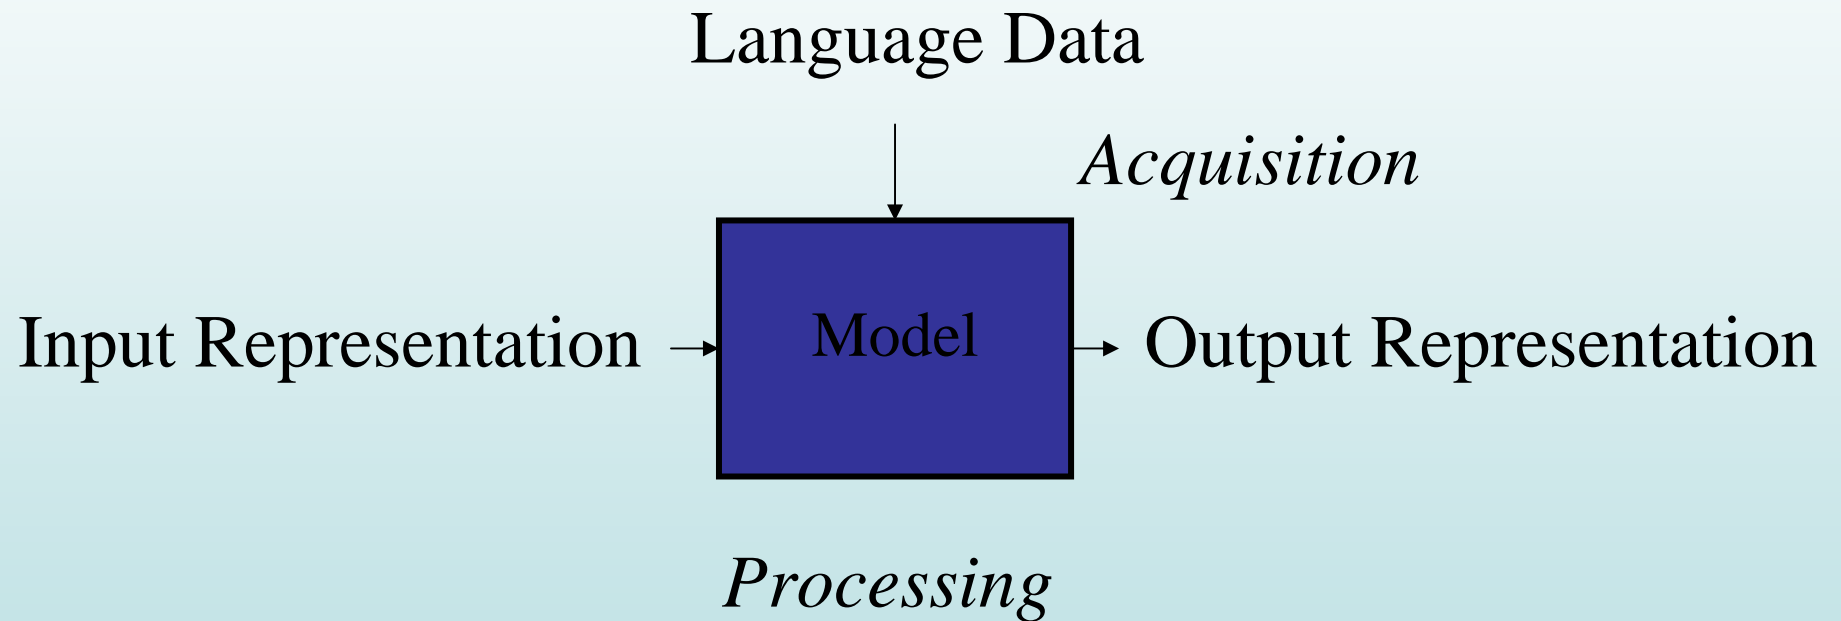 Language Data
Acquisition
Input Representation
Model
Output Representation
Processing